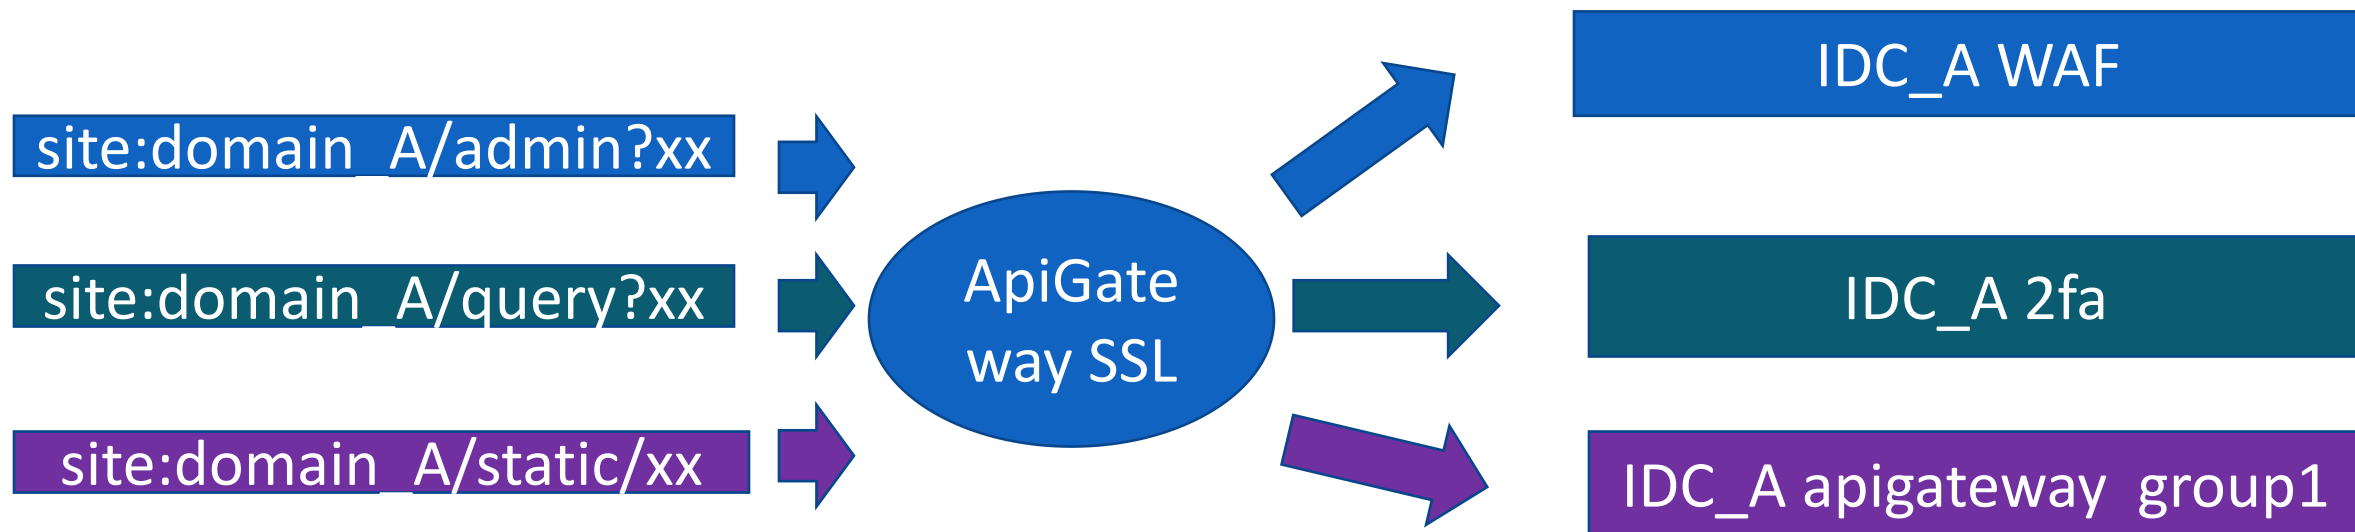 IDC_A WAF
site:domain_A/admin?xx
site:domain_A/query?xx
ApiGate
way SSL
IDC_A 2fa
site:domain_A/static/xx
IDC_A apigateway group1